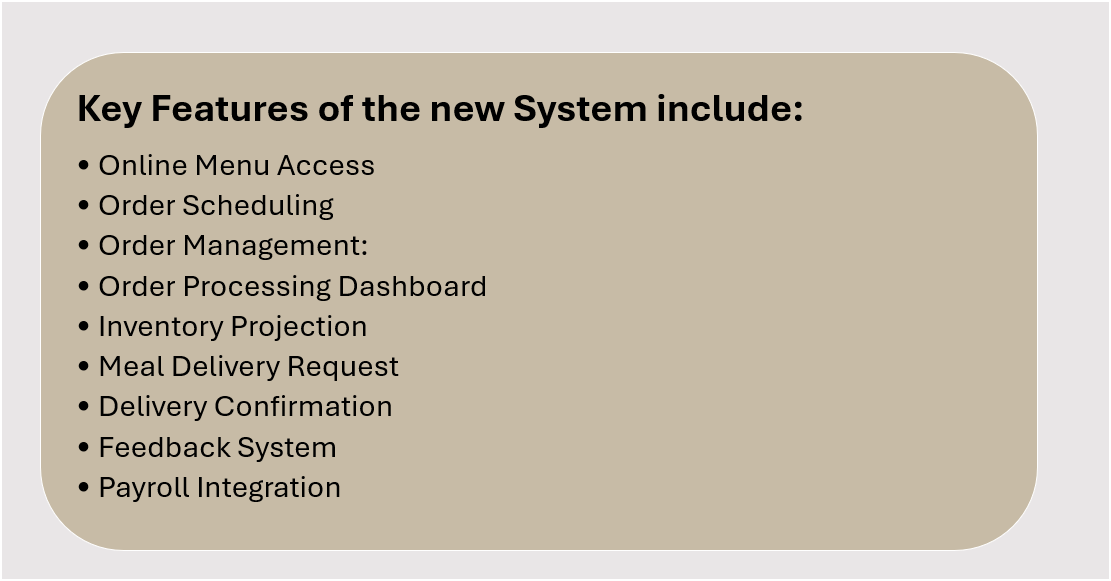 Key Features of the new System include:
• Online Menu Access
• Order Scheduling
• Order Management:
• Order Processing Dashboard
• Inventory Projection
• Meal Delivery Request
• Delivery Confirmation
• Feedback System
• Payroll Integration